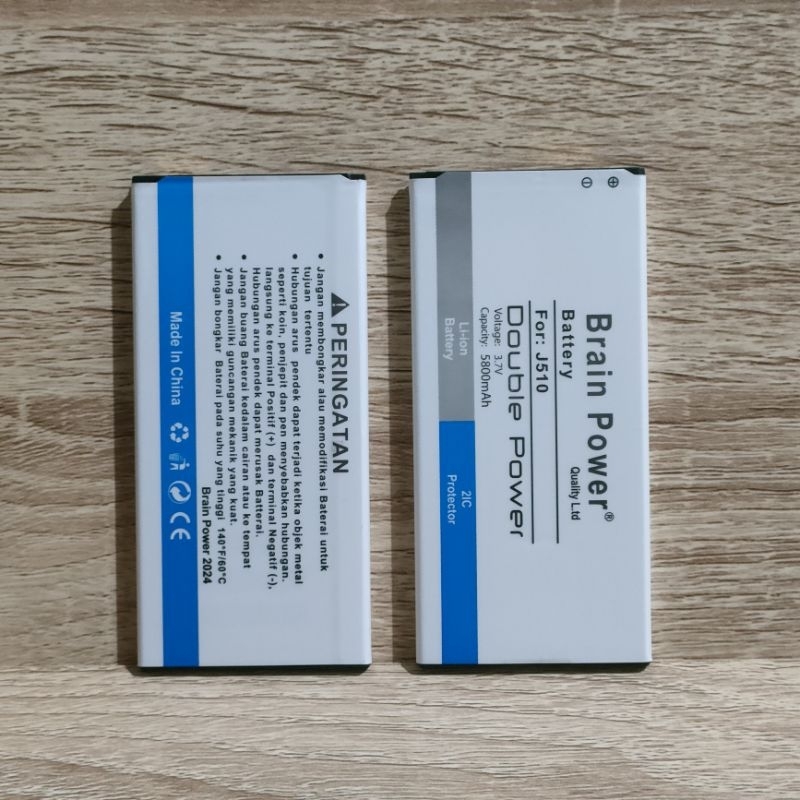 ⚠ PERINGATAN
• Jangan membongkar alau memodifikasi Baterai untuk
tujuan tertentu
• Hubungan arus pendek dapat terjadi ketika objek metal
seperti koin, penjepit dan pen menyebabkan hubungan.
langsung ke terminal Positif (+) dan terminal Negatif (-),
Hubungan arus pendek dapat merusak Batterai.
• Jangan buang Baterai kedalam cairan atau ke tempat
yang memiliki guncangan mekanik yang kuat.
• Jangan bongkar Baterai pada suhu yang tinggi 140°F/60°C
Brain Power 2024
Made In China CE
Brain Power®
Quality Ltd
Battery
For: J510
Double Power
Voltage: 3.7V
Capacity: 5800mAh
Li-ion
Battery
2IC
Protector